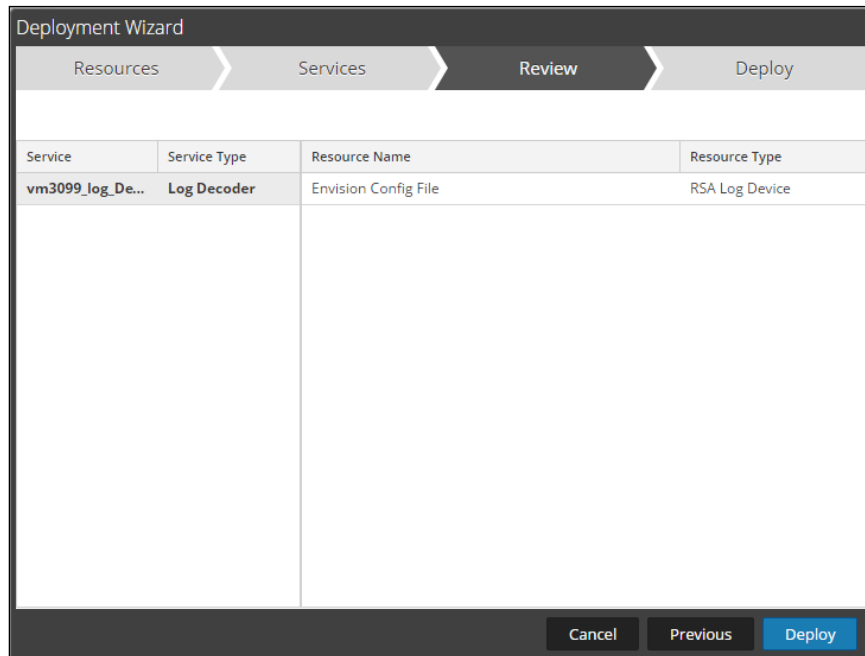 Deployment Wizard
Resources Services Review Deploy
Service Service Type Resource Name Resource Type
vm3099_log_De... Log Decoder Envision Config File RSA Log Device
Cancel Previous Deploy